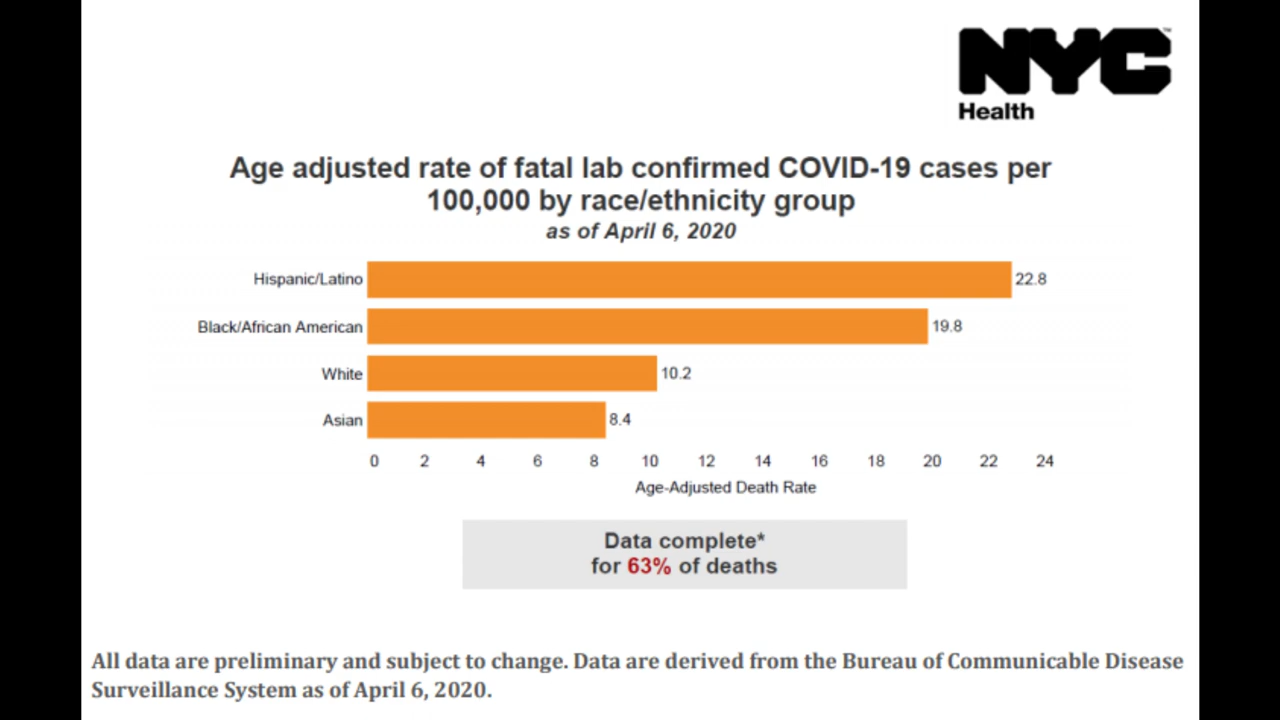 NYC™
Health
Age adjusted rate of fatal lab confirmed COVID-19 cases per
100,000 by race/ethnicity group
as of April 6, 2020
Hispanic/Latino 22.8
Black/African American 19.8
White 10.2
Asian 8.4
0 2 4 6 8 10 12 14 16 18 20 22 24
Age-Adjusted Death Rate
Data complete*
for 63% of deaths
All data are preliminary and subject to change. Data are derived from the Bureau of Communicable Disease
Surveillance System as of April 6, 2020.